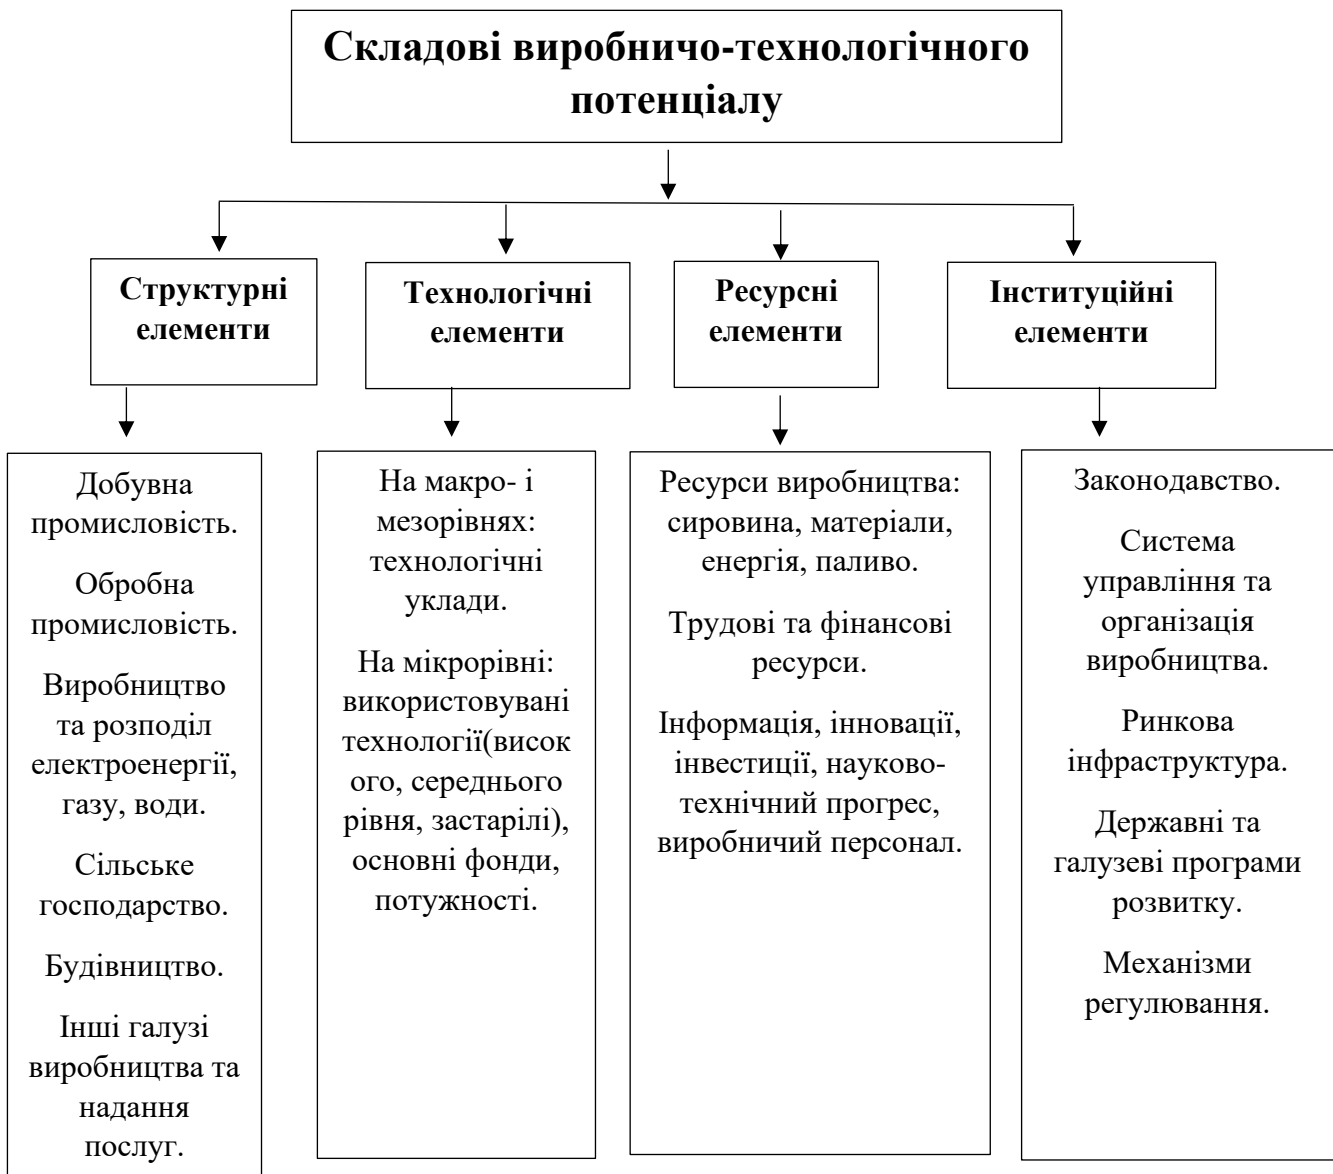 Складові виробничо-технологічного
потенціалу
Структурні
елементи
Технологічні
елементи
Ресурсні
елементи
Інституційні
елементи
Добувна
промисловість.
Обробна
промисловість.
Виробництво
та розподіл
електроенергії,
газу, води.
Сільське
господарство.
Будівництво.
Інші галузі
виробництва та
надання
послуг.
На макро- і
мезорівнях:
технологічні
уклади.
На мікрорівні:
використовувані
технології(висок
ого, середнього
рівня, застарілі),
основні фонди,
потужності.
Ресурси виробництва:
сировина, матеріали,
енергія, паливо.
Трудові та фінансові
ресурси.
Інформація, інновації,
інвестиції, науково-
технічний прогрес,
виробничий персонал.
Законодавство.
Система
управління та
організація
виробництва.
Ринкова
інфраструктура.
Державні та
галузеві програми
розвитку.
Механізми
регулювання.